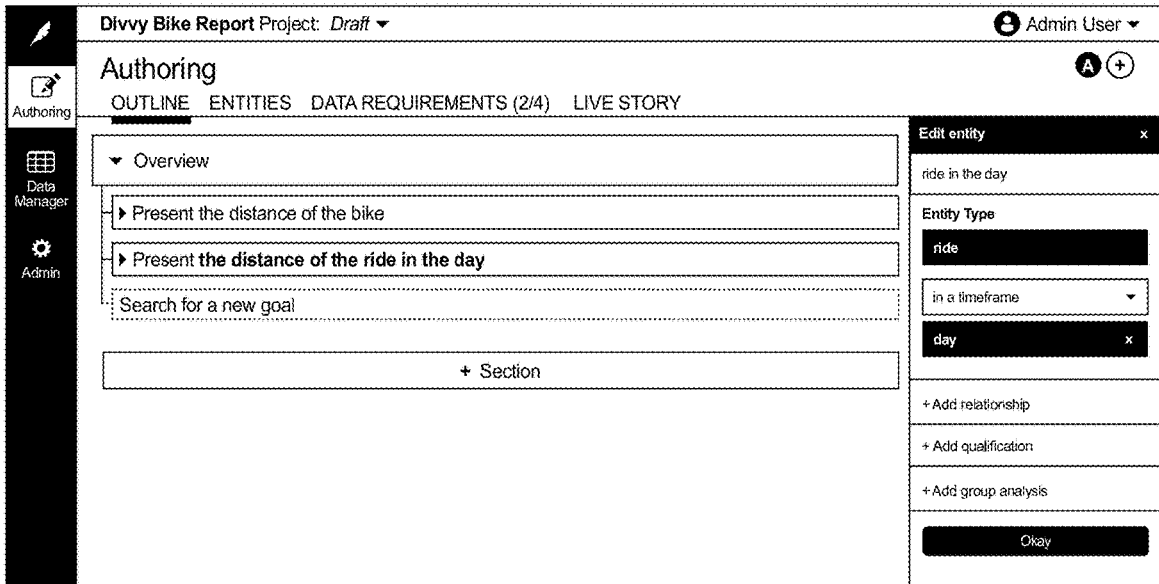 Divvy Bike Report Project: Draft
Admin User
Authoring
A +
Authoring
OUTLINE ENTITIES DATA REQUIREMENTS (2/4) LIVE STORY
Data
Manager
Admin
Overview
Present the distance of the bike
Present the distance of the ride in the day
Search for a new goal
+ Section
Edit entity x
ride in the day
Entity Type
ride
in a timeframe
day x
+ Add relationship
+ Add qualification
+ Add group analysis
Okay